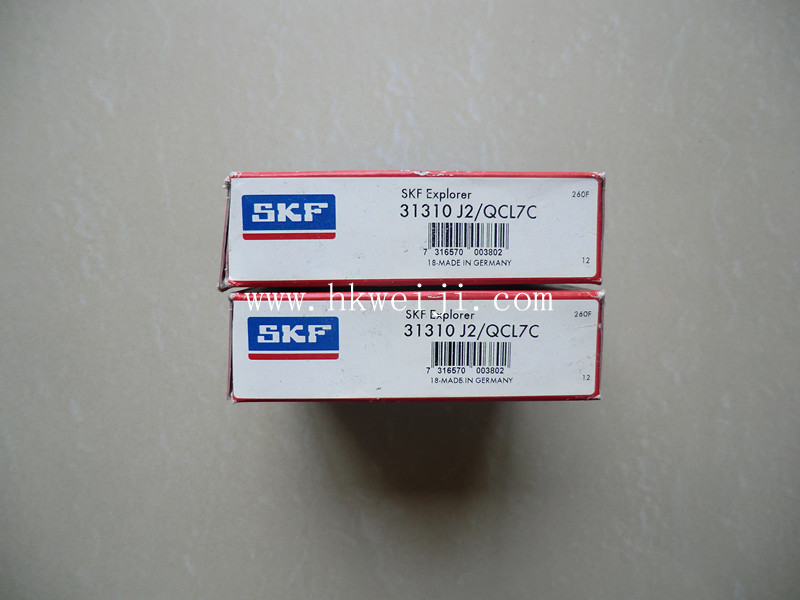 SKF
SKF Explorer
260F
31310 J2/QCL7C
7 316570 003802
18-MADE IN GERMANY
12
www.hkweiji.com
SKF
SKF Explorer
260F
31310 J2/QCL7C
7 316570 003802
18-MADE IN GERMANY
12